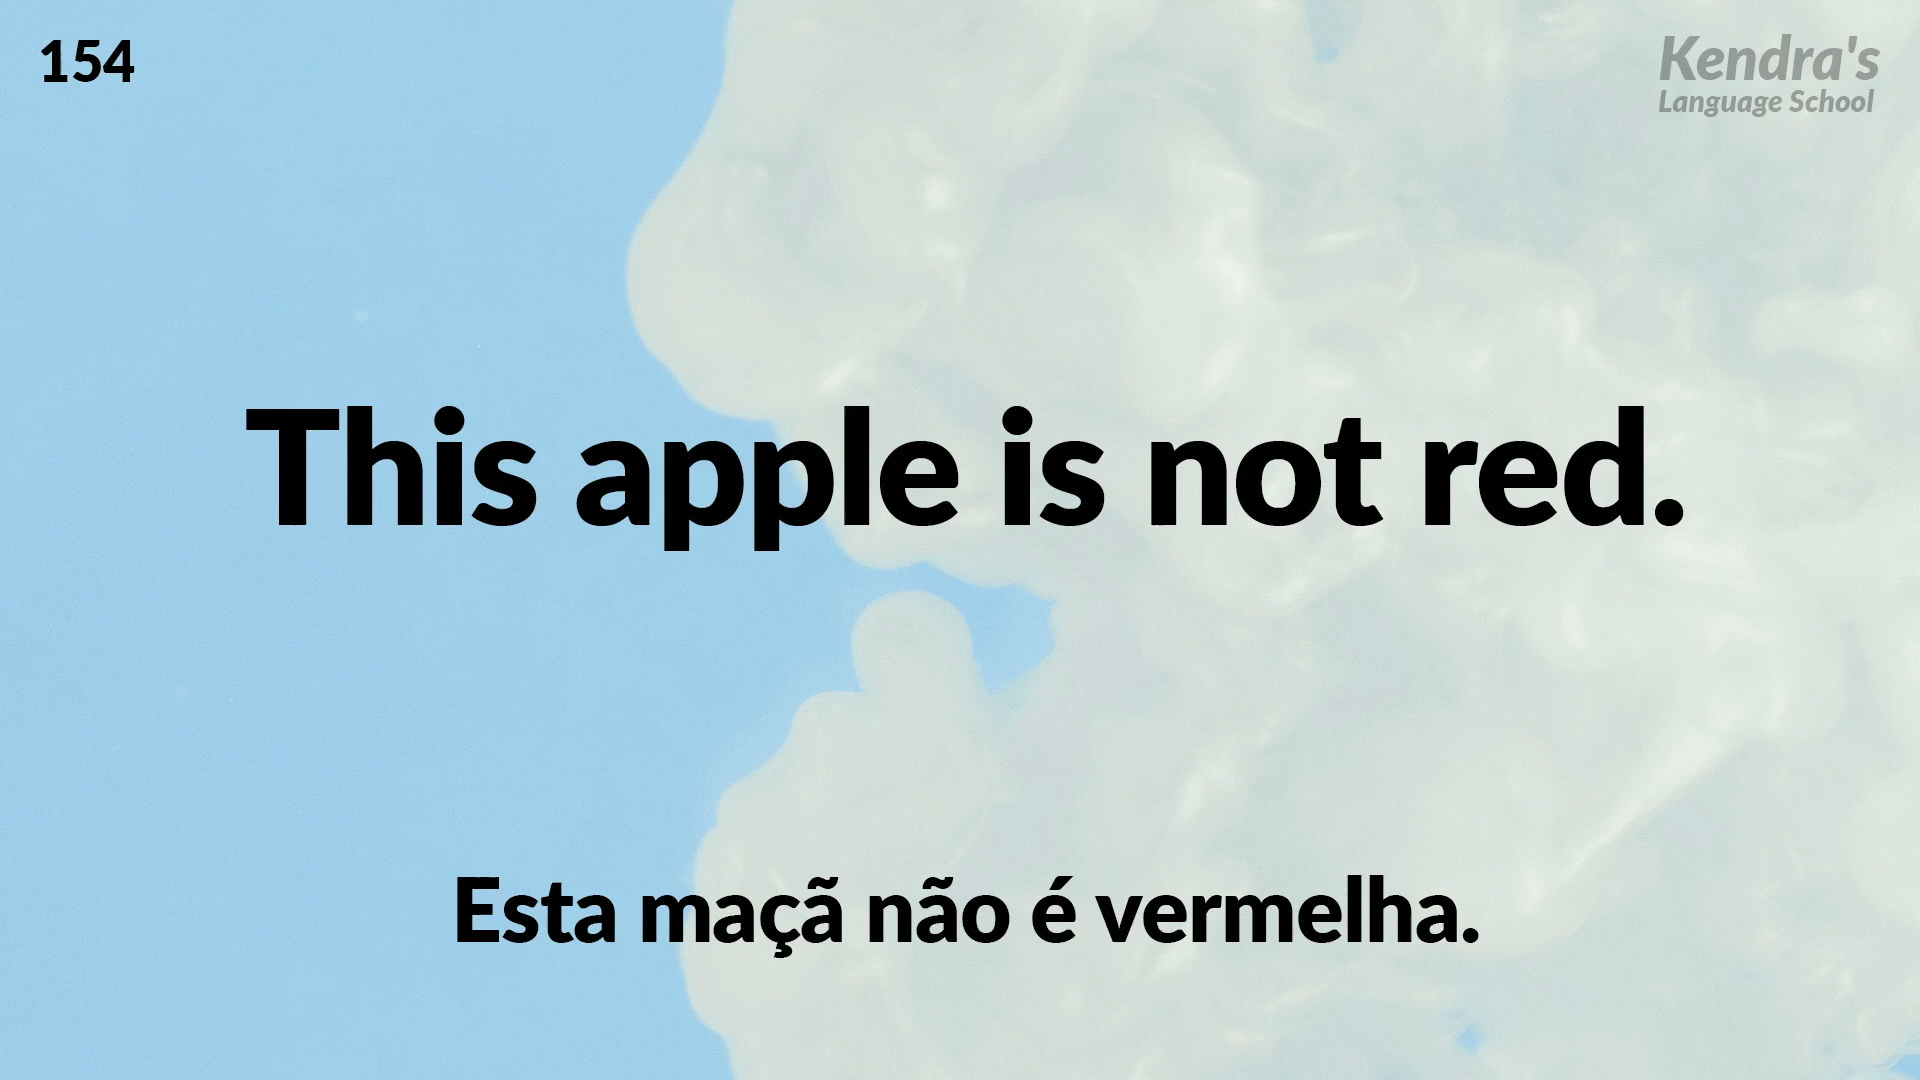 154
Kendra's
Language School
This apple is not red.
Esta maçã não é vermelha.